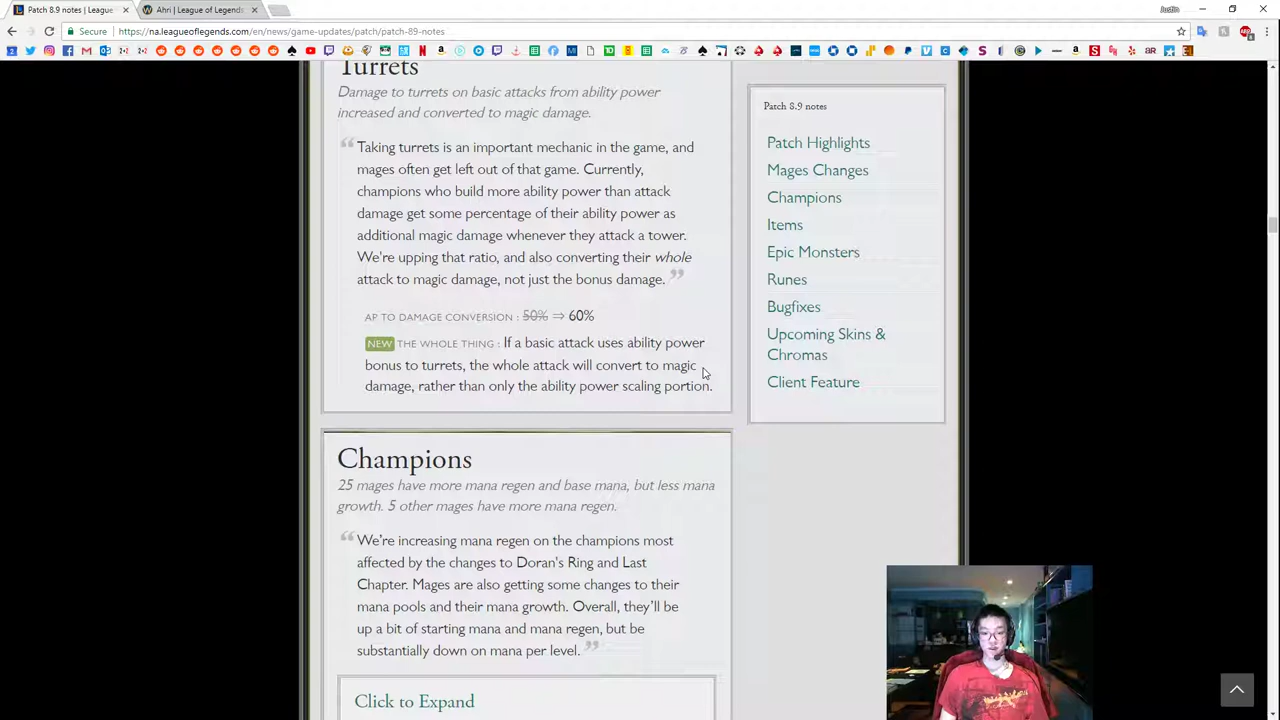 Patch 8.9 notes
Ahri | League of Legends
Justin
Secure
https://na.leagueoflegends.com/en/news/game-updates/patch/patch-89-notes
Turrets
Damage to turrets on basic attacks from ability power
increased and converted to magic damage.
“ Taking turrets is an important mechanic in the game, and
mages often get left out of that game. Currently,
champions who build more ability power than attack
damage get some percentage of their ability power as
additional magic damage whenever they attack a tower.
We're upping that ratio, and also converting their whole
attack to magic damage, not just the bonus damage. ”
AP TO DAMAGE CONVERSION : 50% ⇒ 60%
NEW THE WHOLE THING : If a basic attack uses ability power
bonus to turrets, the whole attack will convert to magic
damage, rather than only the ability power scaling portion.
Champions
25 mages have more mana regen and base mana, but less mana
growth. 5 other mages have more mana regen.
“ We’re increasing mana regen on the champions most
affected by the changes to Doran's Ring and Last
Chapter. Mages are also getting some changes to their
mana pools and their mana growth. Overall, they’ll be
up a bit of starting mana and mana regen, but be
substantially down on mana per level. ”
Click to Expand
Patch 8.9 notes
Patch Highlights
Mages Changes
Champions
Items
Epic Monsters
Runes
Bugfixes
Upcoming Skins &
Chromas
Client Feature